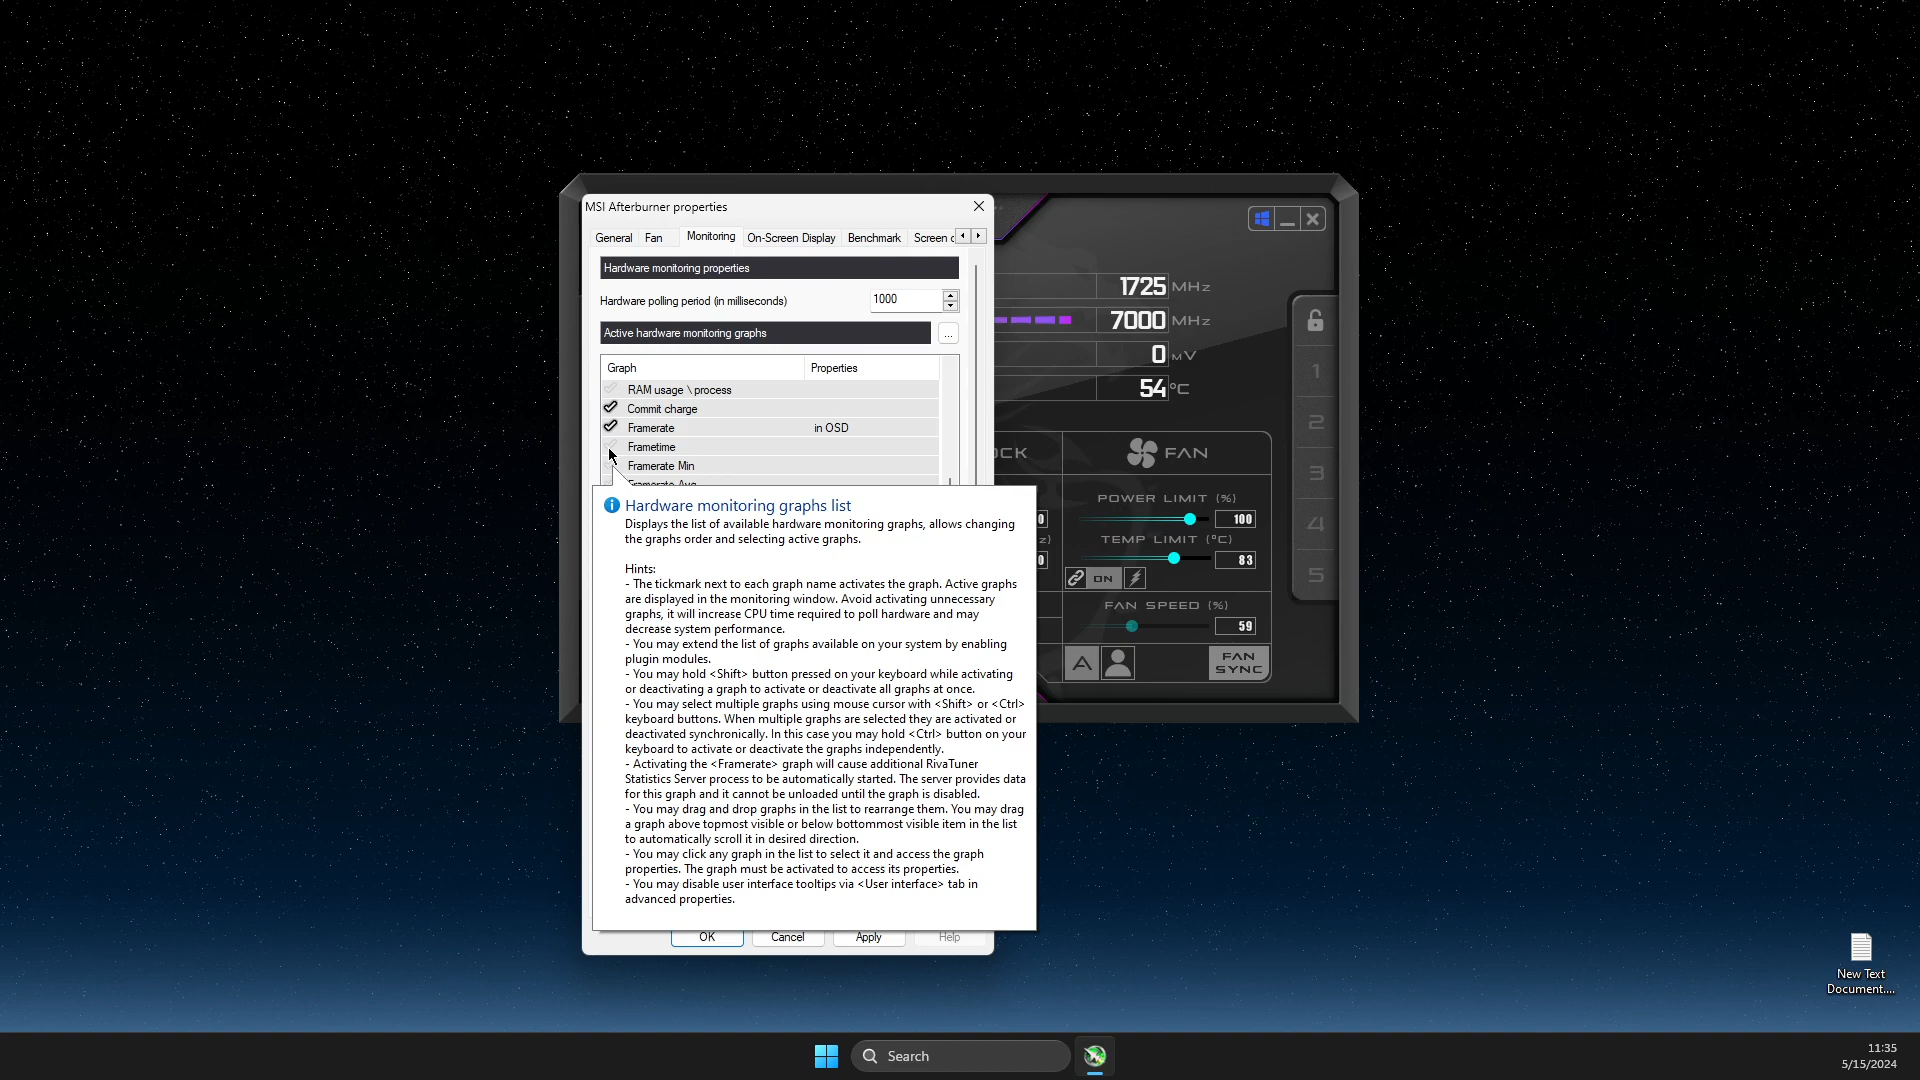 MSI Afterburner properties
General Fan Monitoring On-Screen Display Benchmark Screen
Hardware monitoring properties
Hardware polling period (in milliseconds) 1000
Active hardware monitoring graphs ...
Graph Properties
RAM usage \ process
Commit charge
Framerate in OSD
Frametime
Framerate Min
Framerate Avg
Hardware monitoring graphs list
Displays the list of available hardware monitoring graphs, allows changing
the graphs order and selecting active graphs.
Hints:
- The tickmark next to each graph name activates the graph. Active graphs
are displayed in the monitoring window. Avoid activating unnecessary
graphs, it will increase CPU time required to poll hardware and may
decrease system performance.
- You may extend the list of graphs available on your system by enabling
plugin modules.
- You may hold <Shift> button pressed on your keyboard while activating
or deactivating a graph to activate or deactivate all graphs at once.
- You may select multiple graphs using mouse cursor with <Shift> or <Ctrl>
keyboard buttons. When multiple graphs are selected they are activated or
deactivated synchronically. In this case you may hold <Ctrl> button on your
keyboard to activate or deactivate the graphs independently.
- Activating the <Framerate> graph will cause additional RivaTuner
Statistics Server process to be automatically started. The server provides data
for this graph and it cannot be unloaded until the graph is disabled.
- You may drag and drop graphs in the list to rearrange them. You may drag
a graph above topmost visible or below bottommost visible item in the list
to automatically scroll it in desired direction.
- You may click any graph in the list to select it and access the graph
properties. The graph must be activated to access its properties.
- You may disable user interface tooltips via <User interface> tab in
advanced properties.
OK Cancel Apply Help
1725 MHz
7000 MHz
0 mV
54 °C
OCK
FAN
POWER LIMIT (%)
0 100
z) TEMP LIMIT (°C)
0 83
ON
FAN SPEED (%)
59
A FAN
SYNC
1
2
3
4
5
New Text
Document....
Search
11:35
5/15/2024